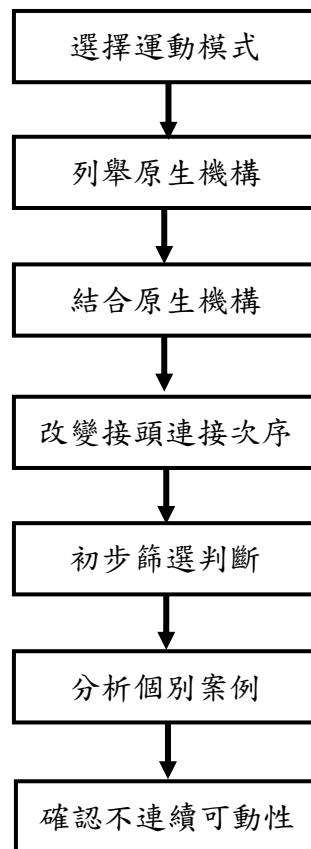 選擇運動模式
列舉原生機構
結合原生機構
改變接頭連接次序
初步篩選判斷
分析個別案例
確認不連續可動性